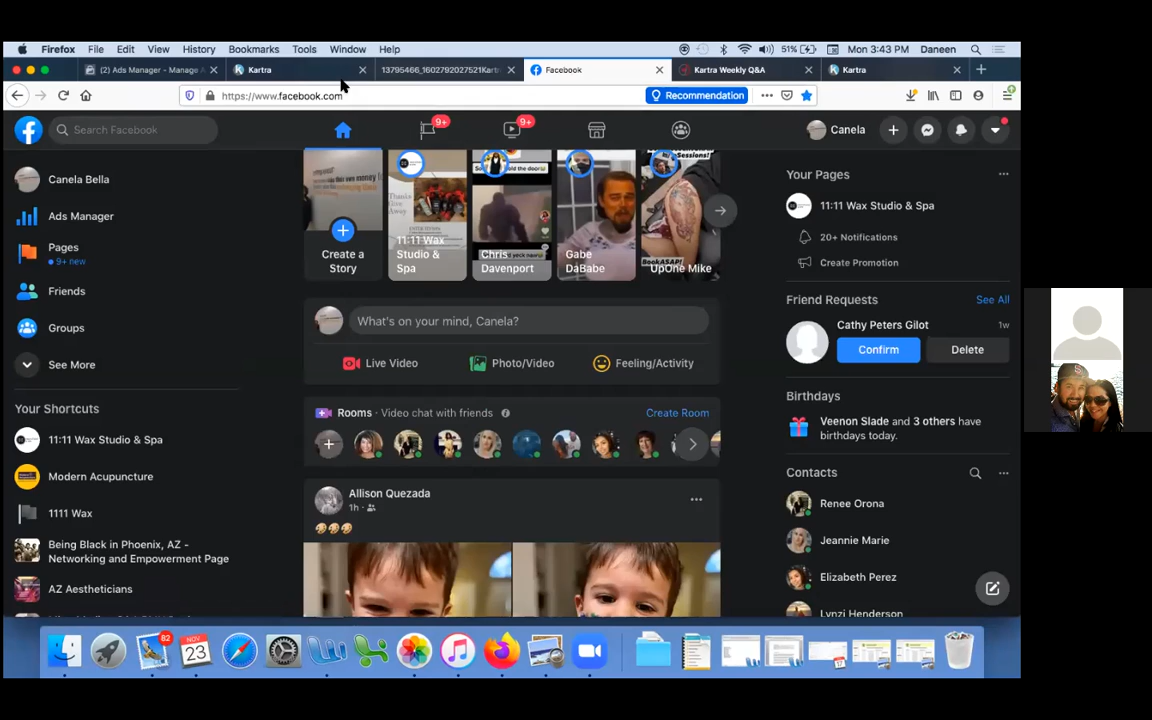 Firefox File Edit View History Bookmarks Tools Window Help 51% Mon 3:43 PM Daneen
(2) Ads Manager - Manage A Kartra 13795466_1602792027521Kartr Facebook Kartra Weekly Q&A Kartra
https://www.facebook.com Recommendation
Search Facebook 9+ 9+ Canela
Canela Bella
Ads Manager
Pages
9+ new
Friends
Groups
See More
Your Shortcuts
11:11 Wax Studio & Spa
Modern Acupuncture
1111 Wax
Being Black in Phoenix, AZ -
Networking and Empowerment Page
AZ Aestheticians
Create a
Story
11:11 Wax
Studio &
Spa
Chris
Davenport
Gabe
DaBabe
UpOne Mike
What's on your mind, Canela?
Live Video Photo/Video Feeling/Activity
Rooms · Video chat with friends Create Room
Allison Quezada
1h ·
Your Pages
11:11 Wax Studio & Spa
20+ Notifications
Create Promotion
Friend Requests See All
Cathy Peters Gilot 1w
Confirm Delete
Birthdays
Veenon Slade and 3 others have
birthdays today.
Contacts
Renee Orona
Jeannie Marie
Elizabeth Perez
Lynzi Henderson
82
NOV
23